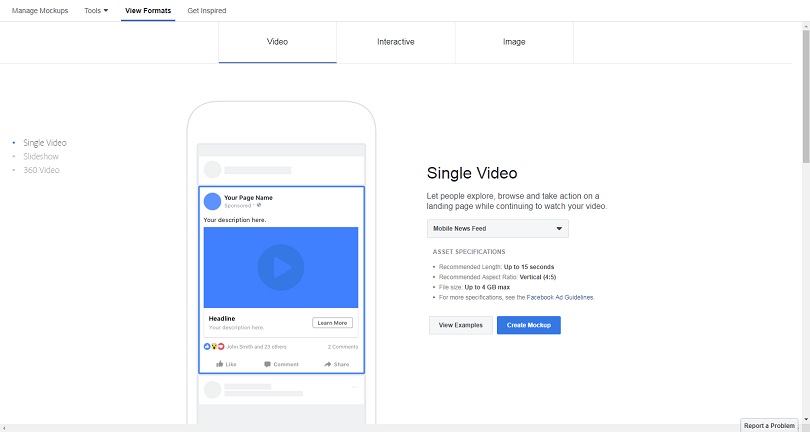 Manage Mockups Tools View Formats Get Inspired
Video Interactive Image
Single Video
Slideshow
360 Video
Your Page Name
Sponsored ·
Your description here.
Headline
Your description here.
Learn More
John Smith and 23 others 2 Comments
Like Comment Share
Single Video
Let people explore, browse and take action on a
landing page while continuing to watch your video.
Mobile News Feed
ASSET SPECIFICATIONS
• Recommended Length: Up to 15 seconds
• Recommended Aspect Ratio: Vertical (4:5)
• File size: Up to 4 GB max
• For more specifications, see the Facebook Ad Guidelines
View Examples Create Mockup
Report a Problem